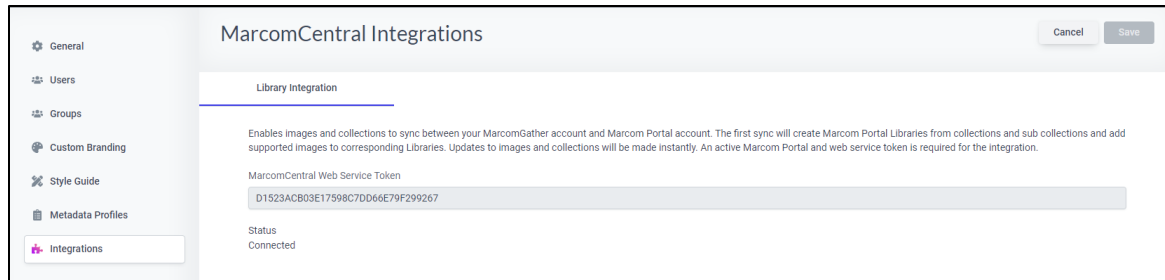 MarcomCentral Integrations
Cancel
Save
General
Users
Groups
Custom Branding
Style Guide
Metadata Profiles
Integrations
Library Integration
Enables images and collections to sync between your MarcomGather account and Marcom Portal account. The first sync will create Marcom Portal Libraries from collections and sub collections and add
supported images to corresponding Libraries. Updates to images and collections will be made instantly. An active Marcom Portal and web service token is required for the integration.
MarcomCentral Web Service Token
D1523ACB03E17598C7DD66E79F299267
Status
Connected